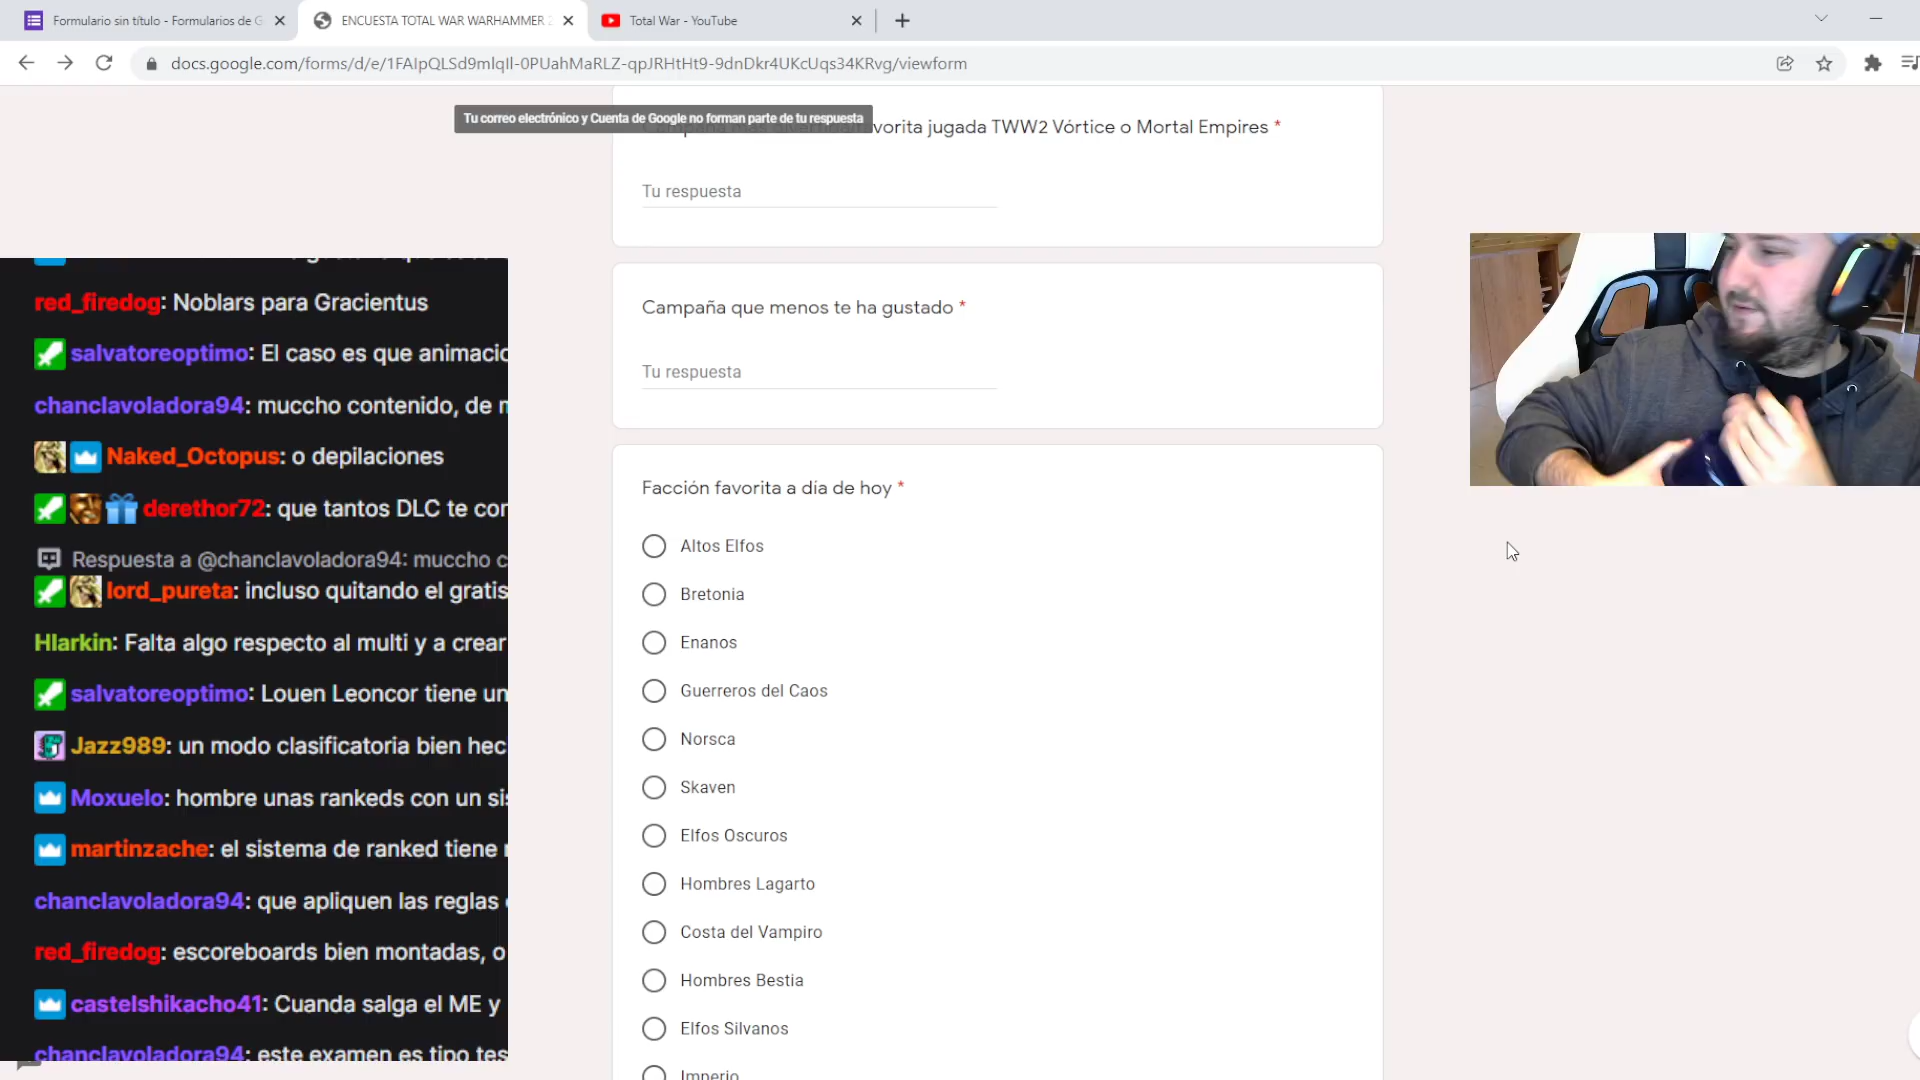 Formulario sin título - Formularios de G
ENCUESTA TOTAL WAR WARHAMMER 2
Total War - YouTube
docs.google.com/forms/d/e/1FAIpQLSd9mlqIl-0PUahMaRLZ-qpJRHtHt9-9dnDkr4UKcUqs34KRvg/viewform
Tu correo electrónico y Cuenta de Google no forman parte de tu respuesta
vorita jugada TWW2 Vórtice o Mortal Empires *
Tu respuesta
Campaña que menos te ha gustado *
Tu respuesta
Facción favorita a día de hoy *
Altos Elfos
Bretonia
Enanos
Guerreros del Caos
Norsca
Skaven
Elfos Oscuros
Hombres Lagarto
Costa del Vampiro
Hombres Bestia
Elfos Silvanos
Imperio
red_firedog: Noblars para Gracientus
salvatoreoptimo: El caso es que animacio
chanclavoladora94: muccho contenido, de m
Naked_Octopus: o depilaciones
derethor72: que tantos DLC te cor
Respuesta a @chanclavoladora94: muccho c
lord_pureta: incluso quitando el gratis
Hlarkin: Falta algo respecto al multi y a crear
salvatoreoptimo: Louen Leoncor tiene un
Jazz989: un modo clasificatoria bien hec
Moxuelo: hombre unas rankeds con un sis
martinzache: el sistema de ranked tiene
chanclavoladora94: que apliquen las reglas
red_firedog: escoreboards bien montadas, o
castelshikacho41: Cuanda salga el ME y
chanclavoladora94: este examen es tipo tes